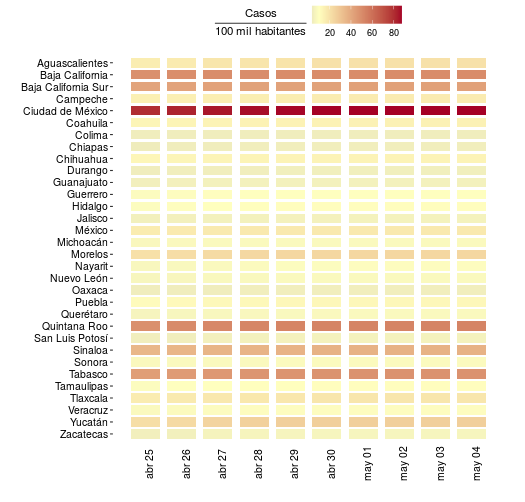 Casos
100 mil habitantes
20 40 60 80
Aguascalientes
Baja California
Baja California Sur
Campeche
Ciudad de México
Coahuila
Colima
Chiapas
Chihuahua
Durango
Guanajuato
Guerrero
Hidalgo
Jalisco
México
Michoacán
Morelos
Nayarit
Nuevo León
Oaxaca
Puebla
Querétaro
Quintana Roo
San Luis Potosí
Sinaloa
Sonora
Tabasco
Tamaulipas
Tlaxcala
Veracruz
Yucatán
Zacatecas
abr 25
abr 26
abr 27
abr 28
abr 29
abr 30
may 01
may 02
may 03
may 04